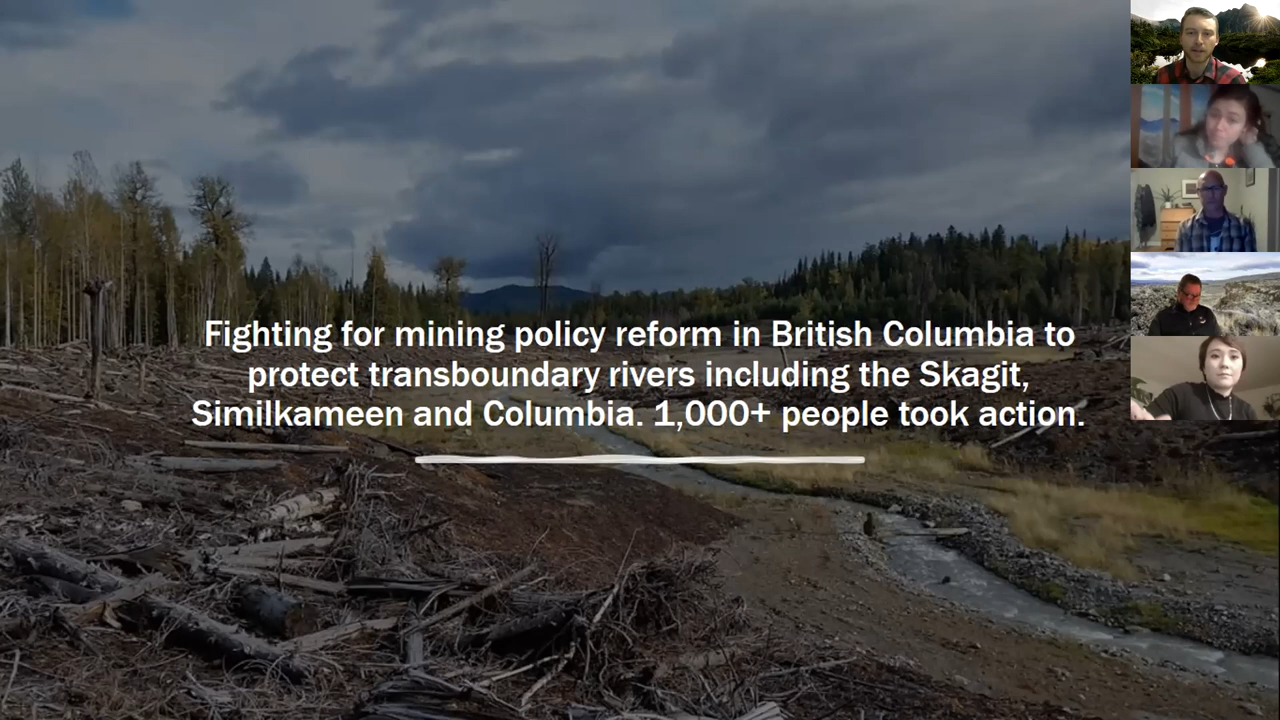 Fighting for mining policy reform in British Columbia to
protect transboundary rivers including the Skagit,
Similkameen and Columbia. 1,000+ people took action.